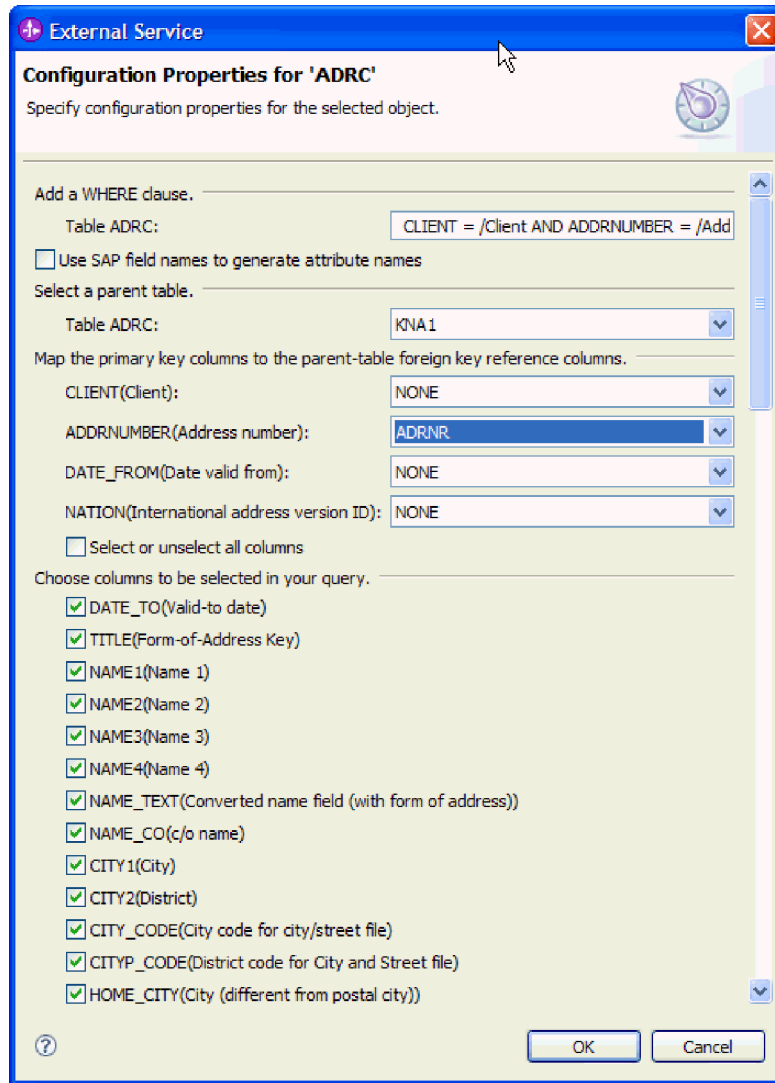 External Service
Configuration Properties for 'ADRC'
Specify configuration properties for the selected object.
Add a WHERE clause.
Table ADRC: CLIENT = /Client AND ADDRNUMBER = /Add
Use SAP field names to generate attribute names
Select a parent table.
Table ADRC: KNA1
Map the primary key columns to the parent-table foreign key reference columns.
CLIENT(Client): NONE
ADDRNUMBER(Address number): ADRNR
DATE_FROM(Date valid from): NONE
NATION(International address version ID): NONE
Select or unselect all columns
Choose columns to be selected in your query.
DATE_TO(Valid-to date)
TITLE(Form-of-Address Key)
NAME1(Name 1)
NAME2(Name 2)
NAME3(Name 3)
NAME4(Name 4)
NAME_TEXT(Converted name field (with form of address))
NAME_CO(c/o name)
CITY1(City)
CITY2(District)
CITY_CODE(City code for city/street file)
CITYP_CODE(District code for City and Street file)
HOME_CITY(City (different from postal city))
? OK Cancel